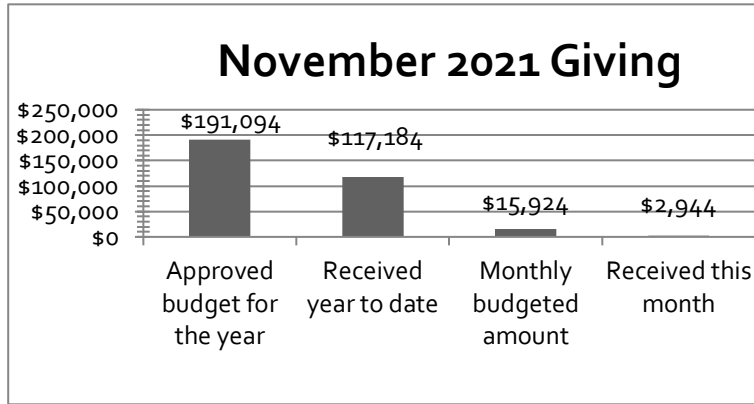 November 2021 Giving
$250,000
$200,000
$150,000
$100,000
$50,000
$0
$191,094
$117,184
$15,924
$2,944
Approved
budget for
the year
Received
year to date
Monthly
budgeted
amount
Received this
month